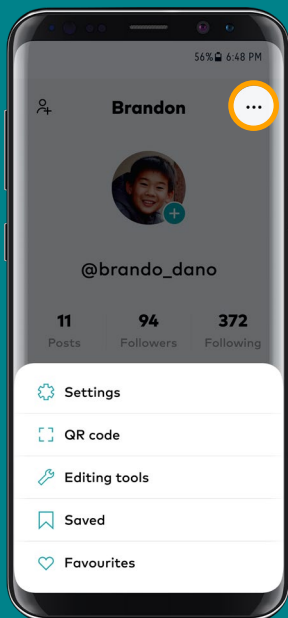 56% 6:48 PM
Brandon
@brando_dano
11 94 372
Posts Followers Following
Settings
QR code
Editing tools
Saved
Favourites